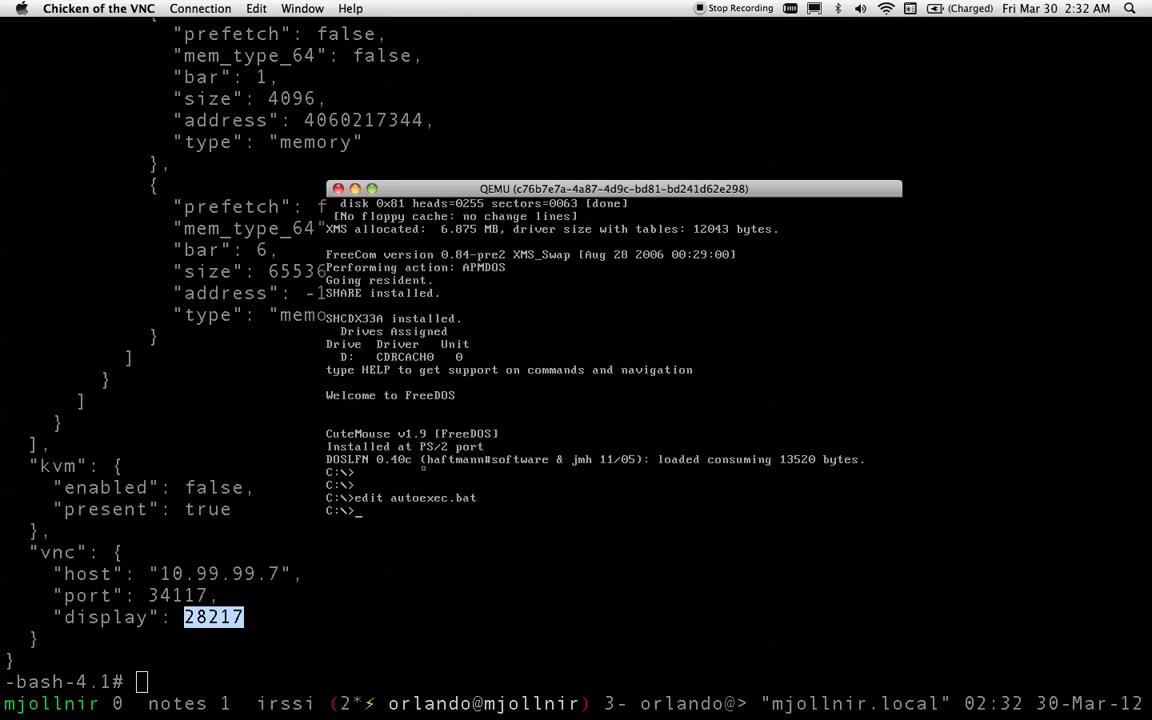 Chicken of the VNC Connection Edit Window Help Stop Recording (Charged) Fri Mar 30 2:32 AM
{
"prefetch": false,
"mem_type_64": false,
"bar": 1,
"size": 4096,
"address": 4060217344,
"type": "memory"
},
{
"prefetch": f
"mem_type_64"
"bar": 6,
"size": 65536
"address": -1
"type": "memo
}
]
}
]
}
],
"kvm": {
"enabled": false,
"present": true
},
"vnc": {
"host": "10.99.99.7",
"port": 34117,
"display": 28217
}
}
-bash-4.1#
QEMU (c76b7e7a-4a87-4d9c-bd81-bd241d62e298)
disk 0x81 heads=0255 sectors=0063 [done]
[No floppy cache: no change lines]
XMS allocated: 6.875 MB, driver size with tables: 12043 bytes.
FreeCom version 0.84-pre2 XMS_Swap [Aug 28 2006 00:29:00]
Performing action: APMDOS
Going resident.
SHARE installed.
SHCDX33A installed.
Drives Assigned
Drive Driver Unit
D: CDRCACH0 0
type HELP to get support on commands and navigation
Welcome to FreeDOS
CuteMouse v1.9 [FreeDOS]
Installed at PS/2 port
DOSLFN 0.40c (haftmann#software & jmh 11/05): loaded consuming 13520 bytes.
C:\>
C:\>
C:\>edit autoexec.bat
C:\>_
mjollnir 0 notes 1 irssi (2*⚡ orlando@mjollnir) 3- orlando@> "mjollnir.local" 02:32 30-Mar-12